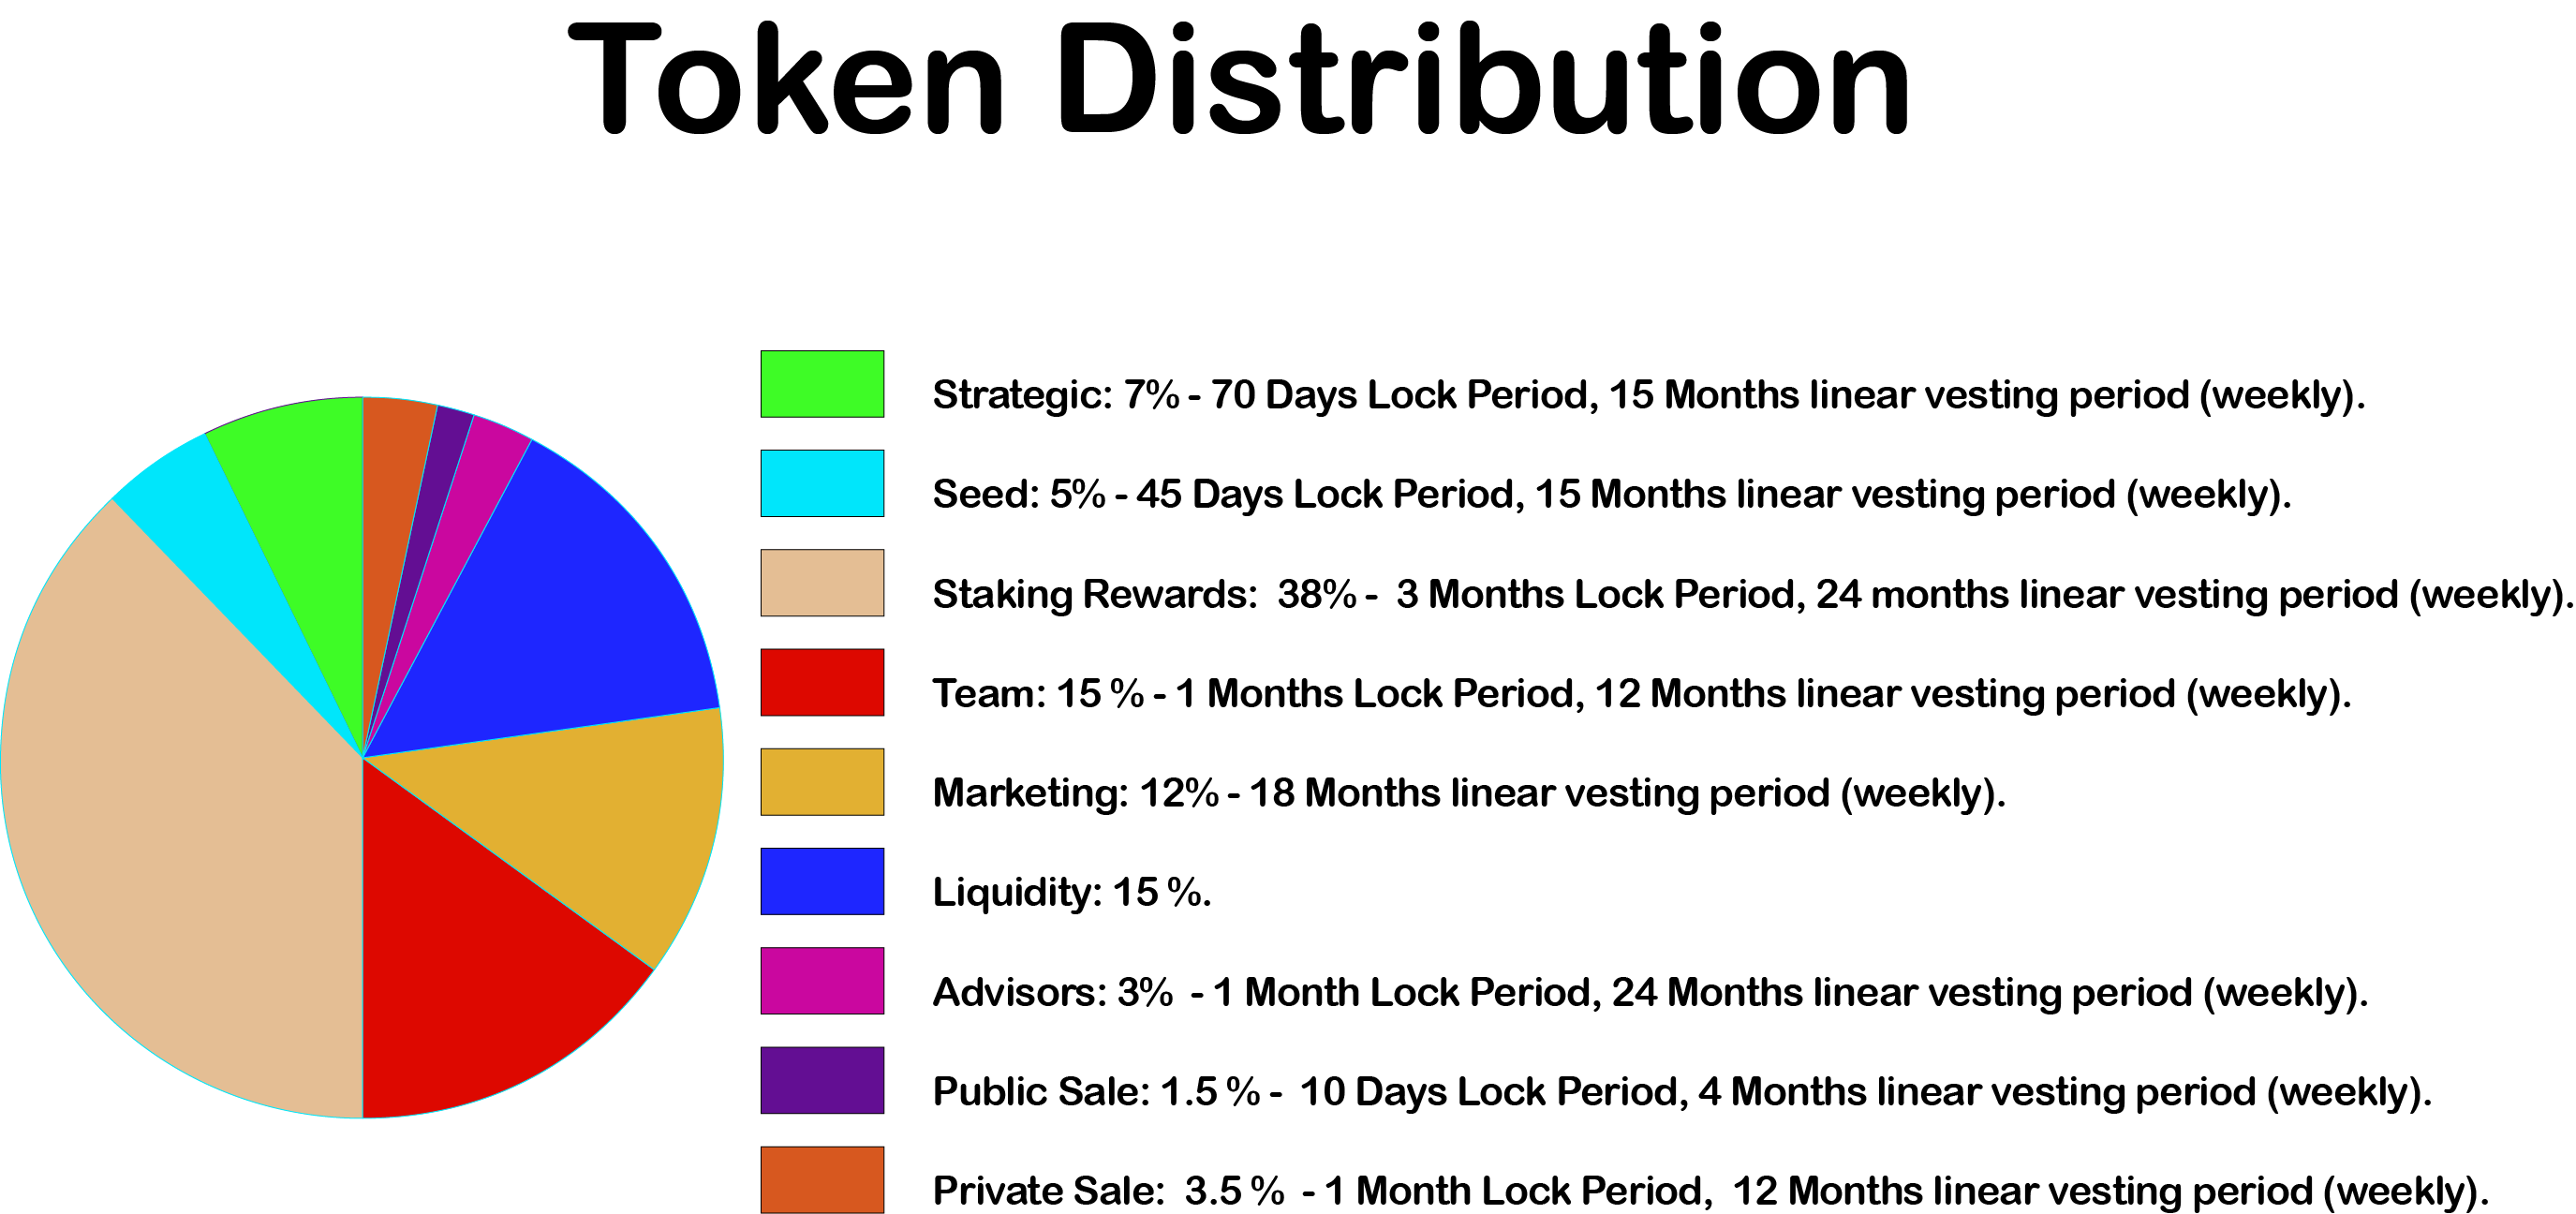 Token Distribution
Strategic: 7% - 70 Days Lock Period, 15 Months linear vesting period (weekly).
Seed: 5% - 45 Days Lock Period, 15 Months linear vesting period (weekly).
Staking Rewards:  38% -  3 Months Lock Period, 24 months linear vesting period (weekly).
Team: 15 % - 1 Months Lock Period, 12 Months linear vesting period (weekly).
Marketing: 12% - 18 Months linear vesting period (weekly).
Liquidity: 15 %.
Advisors: 3%  - 1 Month Lock Period, 24 Months linear vesting period (weekly).
Public Sale: 1.5 % -  10 Days Lock Period, 4 Months linear vesting period (weekly).
Private Sale:  3.5 %  - 1 Month Lock Period,  12 Months linear vesting period (weekly).